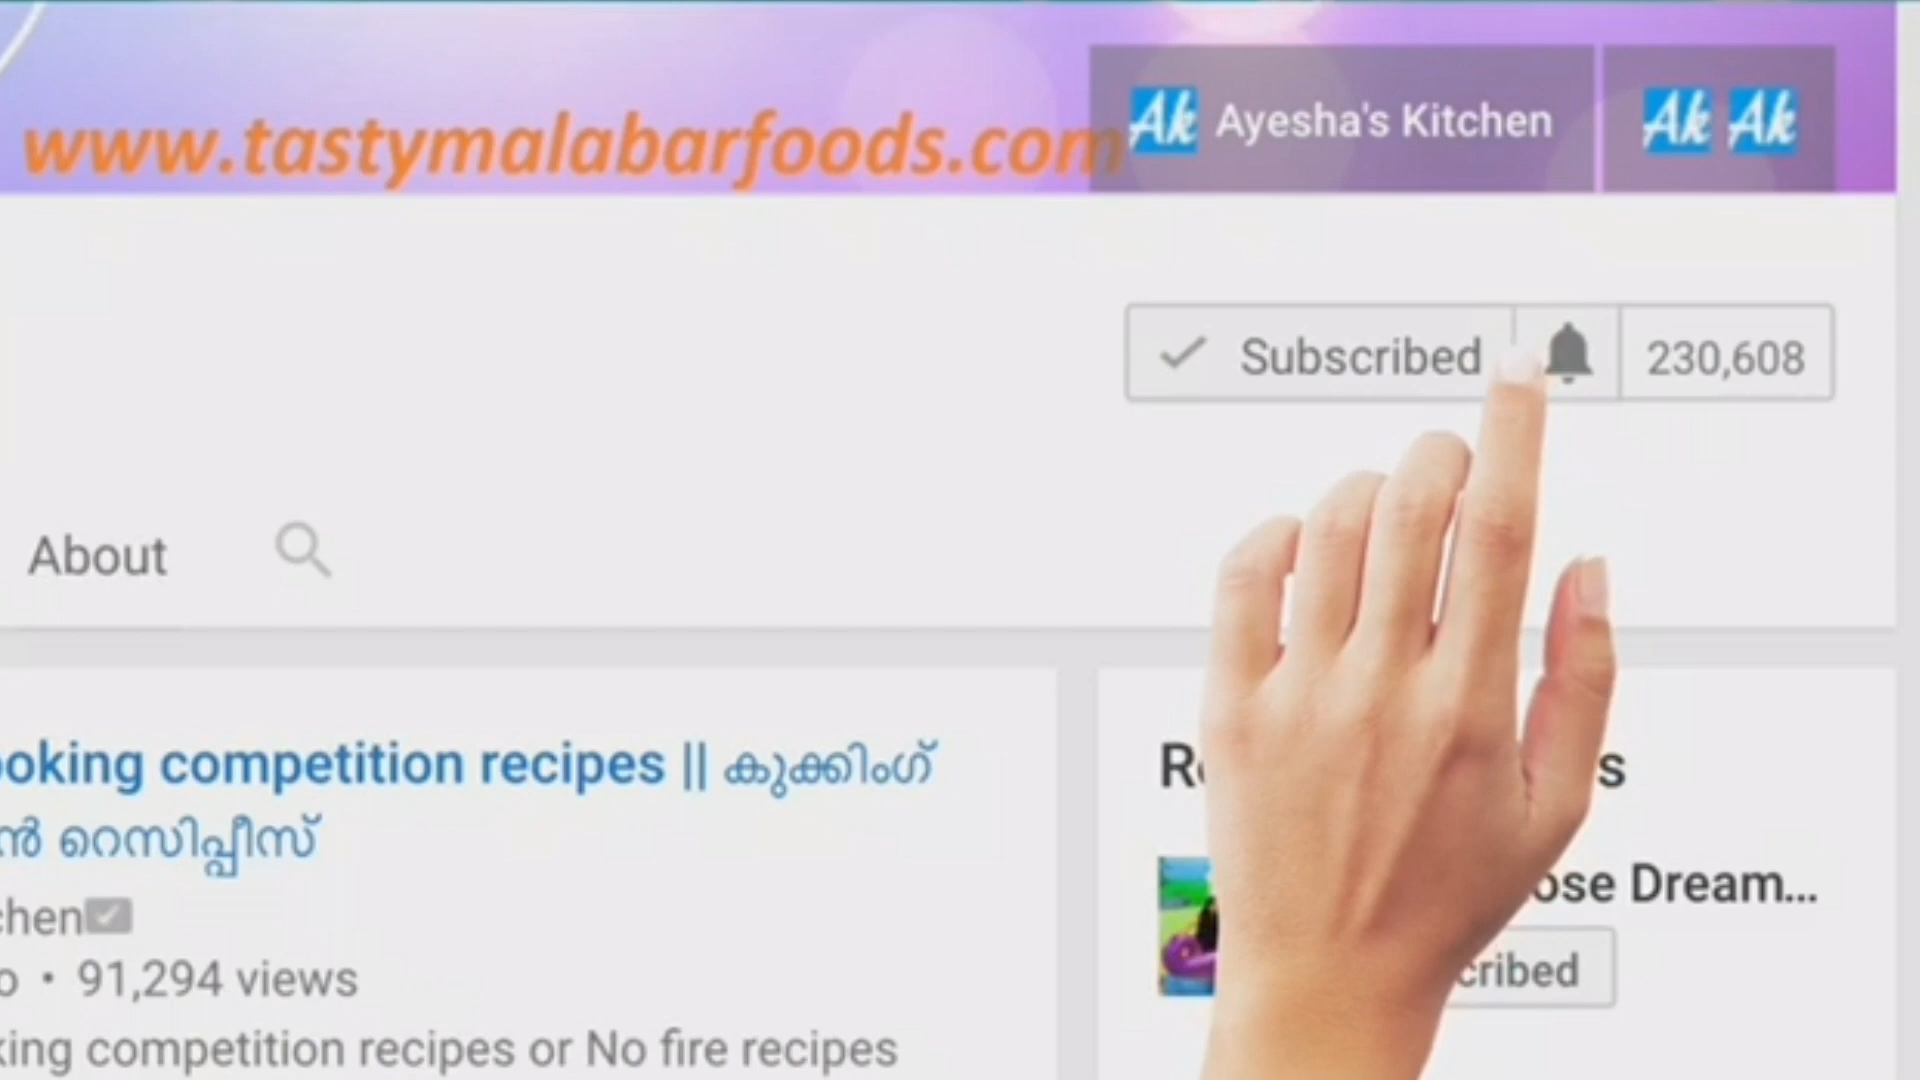 www.tastymalabarfoods.com
Ak Ayesha's Kitchen Ak Ak
Subscribed 230,608
About
ooking competition recipes || കുക്കിംഗ്
ൻ റെസിപ്പീസ്
chen
o • 91,294 views
king competition recipes or No fire recipes
ose Dream...
cribed